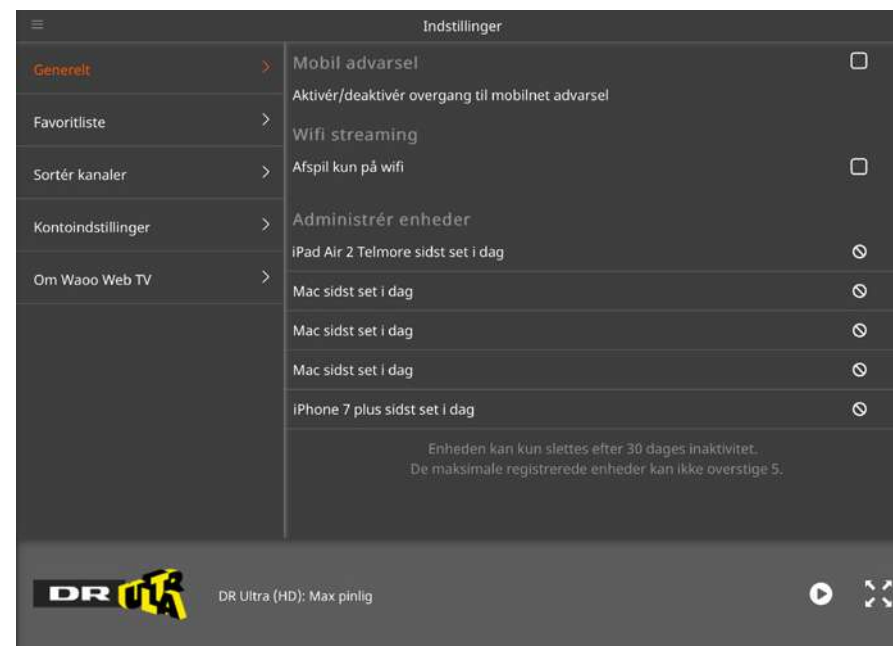 Indstillinger
Generelt
Favoritliste
Sortér kanaler
Kontoindstillinger
Om Waoo Web TV
Mobil advarsel
Aktivér/deaktivér overgang til mobilnet advarsel
Wifi streaming
Afspil kun på wifi
Administrér enheder
iPad Air 2 Telmore sidst set i dag
Mac sidst set i dag
Mac sidst set i dag
Mac sidst set i dag
iPhone 7 plus sidst set i dag
Enheden kan kun slettes efter 30 dages inaktivitet.
De maksimale registrerede enheder kan ikke overstige 5.
DR ULTRA
DR Ultra (HD): Max pinlig